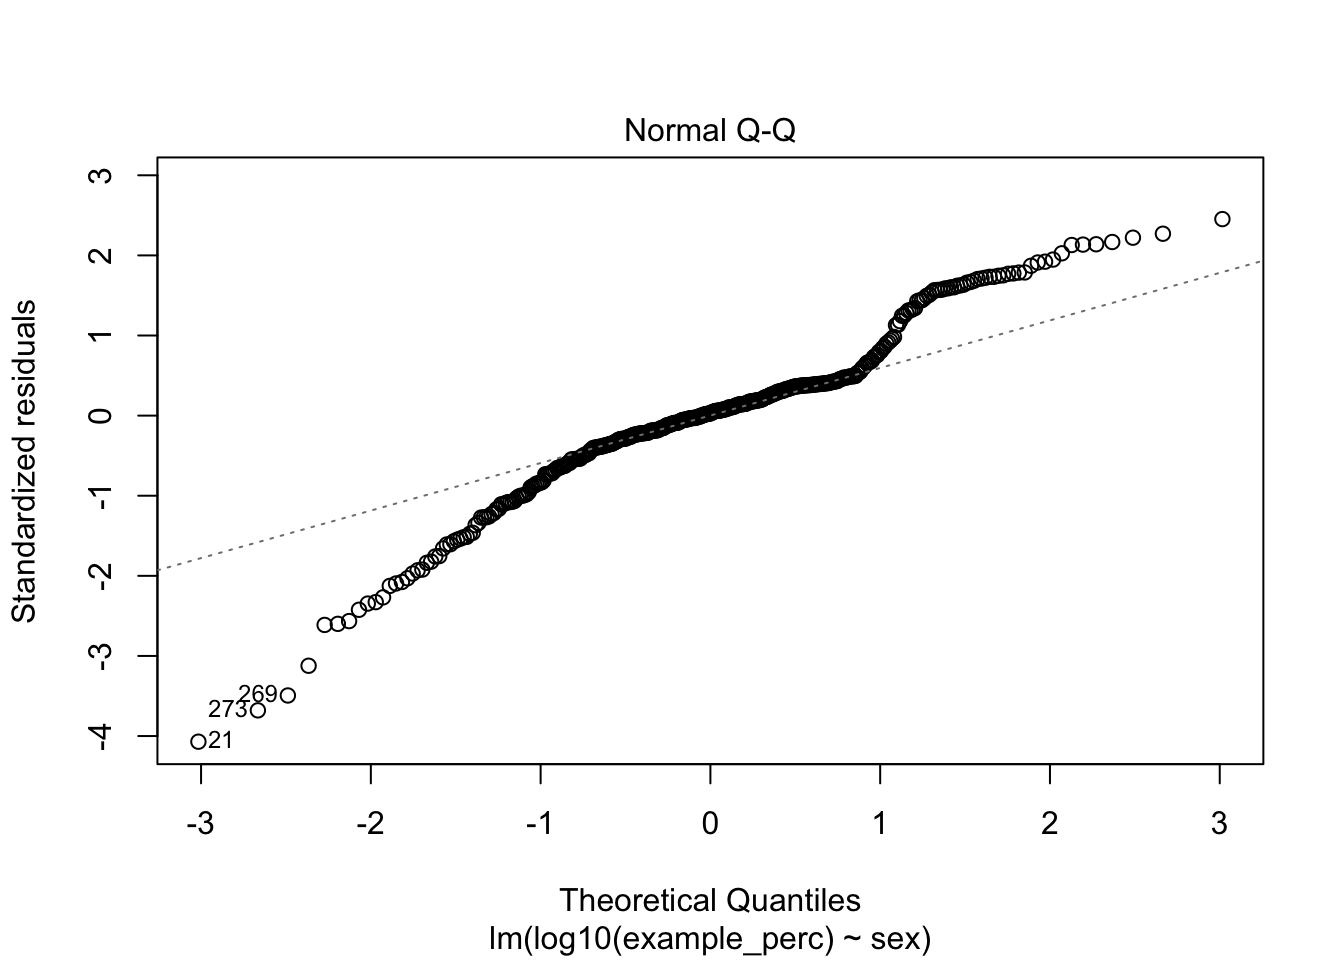 Normal Q-Q
Standardized residuals
3
2
1
0
-1
-2
-3
-4
269
273
21
-3 -2 -1 0 1 2 3
Theoretical Quantiles
lm(log10(example_perc) ~ sex)